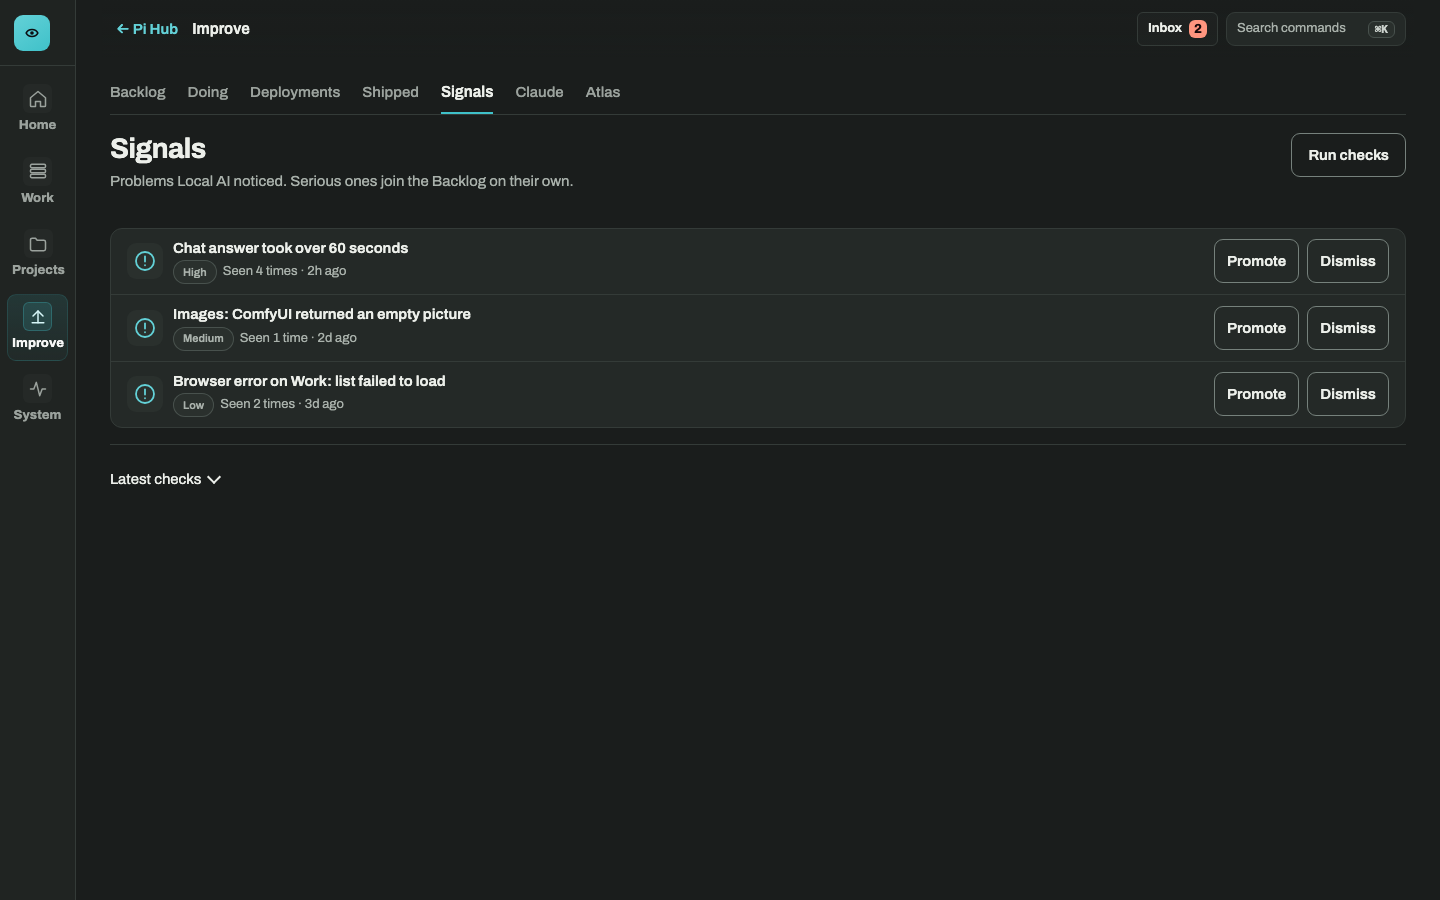 ← Pi Hub Improve
Inbox 2
Search commands ⌘K
Home
Work
Projects
Improve
System
Backlog Doing Deployments Shipped Signals Claude Atlas
Signals
Problems Local AI noticed. Serious ones join the Backlog on their own.
Run checks
Chat answer took over 60 seconds
High Seen 4 times · 2h ago
Promote Dismiss
Images: ComfyUI returned an empty picture
Medium Seen 1 time · 2d ago
Promote Dismiss
Browser error on Work: list failed to load
Low Seen 2 times · 3d ago
Promote Dismiss
Latest checks